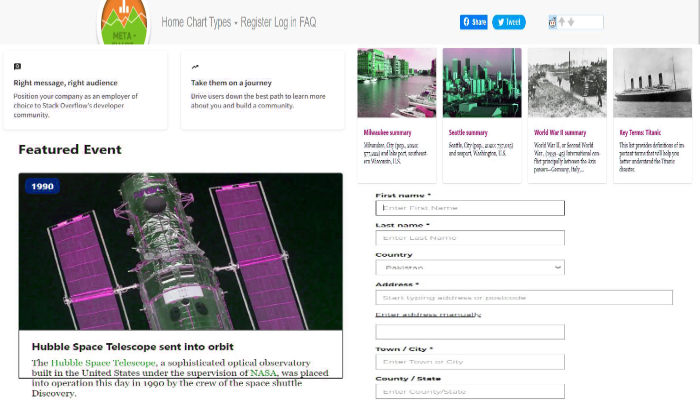 META -
Home Chart Types Register Log in FAQ
Share
Tweet
Right message, right audience
Position your company as an employer of
choice to Stack Overflow's developer
community.
Take them on a journey
Drive users down the best path to learn more
about you and build a community.
Milwaukee summary
Milwaukee, City (pop.,
and lake port, southeast-
ern Wisconsin, U.S.
Seattle summary
Seattle, City (pop.,
and seaport, Washington, U.S.
World War II summary
World War II, or Second World
War, (1939–45) International con-
flict principally between the Axis
powers—Germany, Italy,...
Key Terms: Titanic
This list provides definitions of im-
portant terms that will help you
better understand the Titanic
disaster.
Featured Event
1990
Hubble Space Telescope sent into orbit
The Hubble Space Telescope, a sophisticated optical observatory
built in the United States under the supervision of NASA, was placed
into operation this day in 1990 by the crew of the space shuttle
Discovery.
First name *
Enter First Name
Last name *
Enter Last Name
Country
Pakistan
Address *
Start typing address or postcode
Enter address manually
Town / City *
Enter Town or City
County / State
Enter County/State